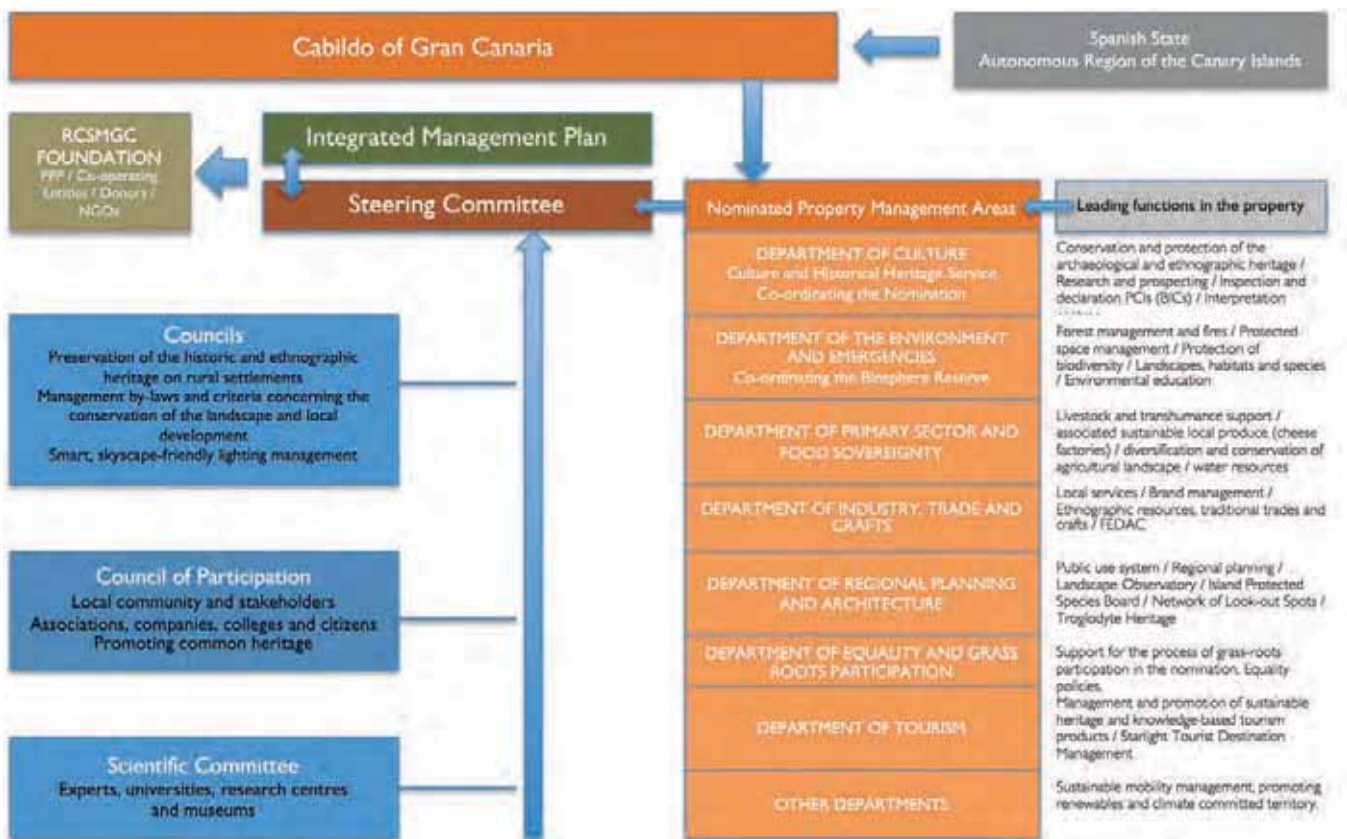 Cabildo of Gran Canaria
Spanish State
Autonomous Region of the Canary Islands
RCSMGC
FOUNDATION
PPP / Co-operating
Entities / Donors /
NGOs
Integrated Management Plan
Steering Committee
Nominated Property Management Areas
Leading functions in the property
Councils
Preservation of the historic and ethnographic
heritage on rural settlements
Management by-laws and criteria concerning the
conservation of the landscape and local
development
Smart, skyscape-friendly lighting management
Council of Participation
Local community and stakeholders
Associations, companies, colleges and citizens
Promoting common heritage
Scientific Committee
Experts, universities, research centres
and museums
DEPARTMENT OF CULTURE
Culture and Historical Heritage Service
Co-ordinating the Nomination
Conservation and protection of the
archaeological and ethnographic heritage /
Research and prospecting / Inspection and
declaration PCIs (BICs) / Interpretation
DEPARTMENT OF THE ENVIRONMENT
AND EMERGENCIES
Co-ordinating the Biosphere Reserve
Forest management and fires / Protected
space management / Protection of
biodiversity / Landscapes, habitats and species
/ Environmental education
DEPARTMENT OF PRIMARY SECTOR AND
FOOD SOVEREIGNTY
Livestock and transhumance support /
associated sustainable local produce (cheese
factories) / diversification and conservation of
agricultural landscape / water resources
DEPARTMENT OF INDUSTRY, TRADE AND
CRAFTS
Local services / Brand management /
Ethnographic resources, traditional trades and
crafts / FEDAC
DEPARTMENT OF REGIONAL PLANNING
AND ARCHITECTURE
Public use system / Regional planning /
Landscape Observatory / Island Protected
Species Board / Network of Look-out Spots /
Troglodyte Heritage
DEPARTMENT OF EQUALITY AND GRASS
ROOTS PARTICIPATION
Support for the process of grass-roots
participation in the nomination. Equality
policies.
DEPARTMENT OF TOURISM
Management and promotion of sustainable
heritage and knowledge-based tourism
products / Starlight Tourist Destination
Management
OTHER DEPARTMENTS
Sustainable mobility management, promoting
renewables and climate committed territory.